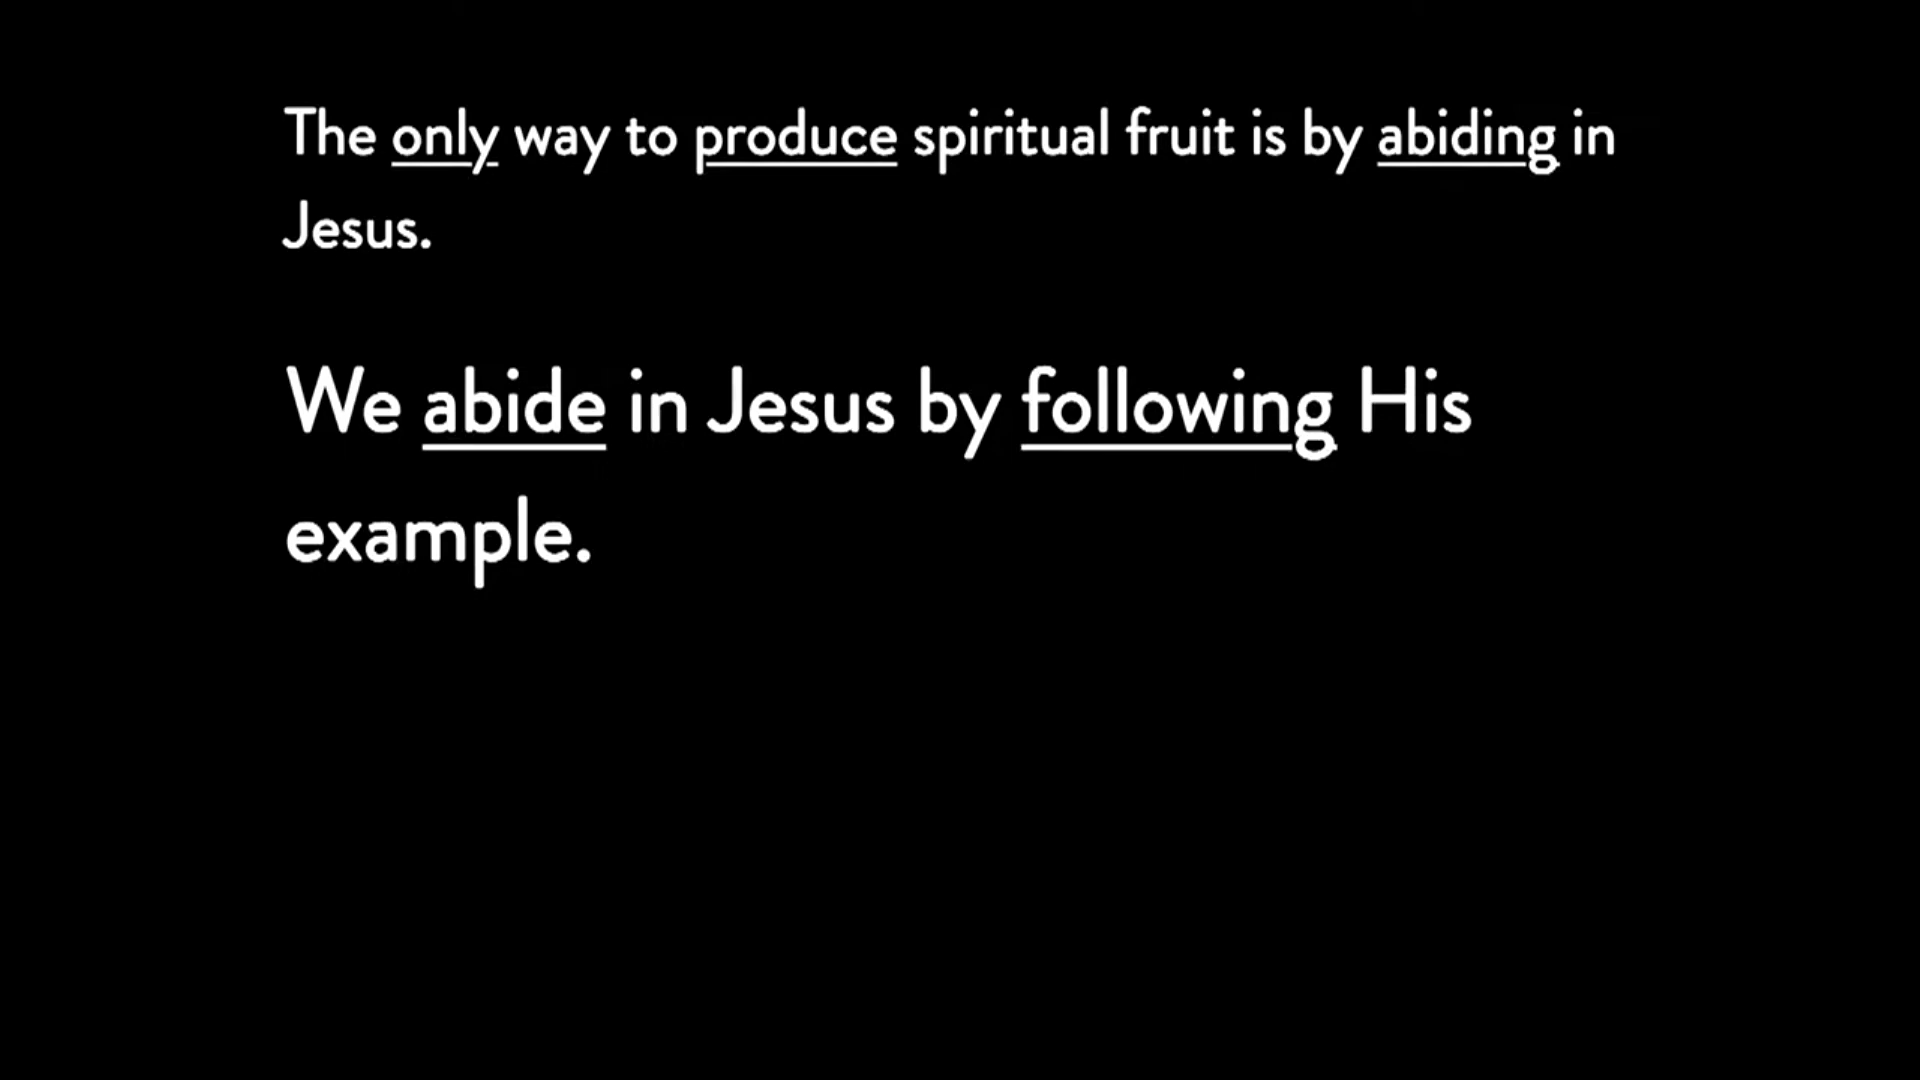 The only way to produce spiritual fruit is by abiding in
Jesus.
We abide in Jesus by following His
example.